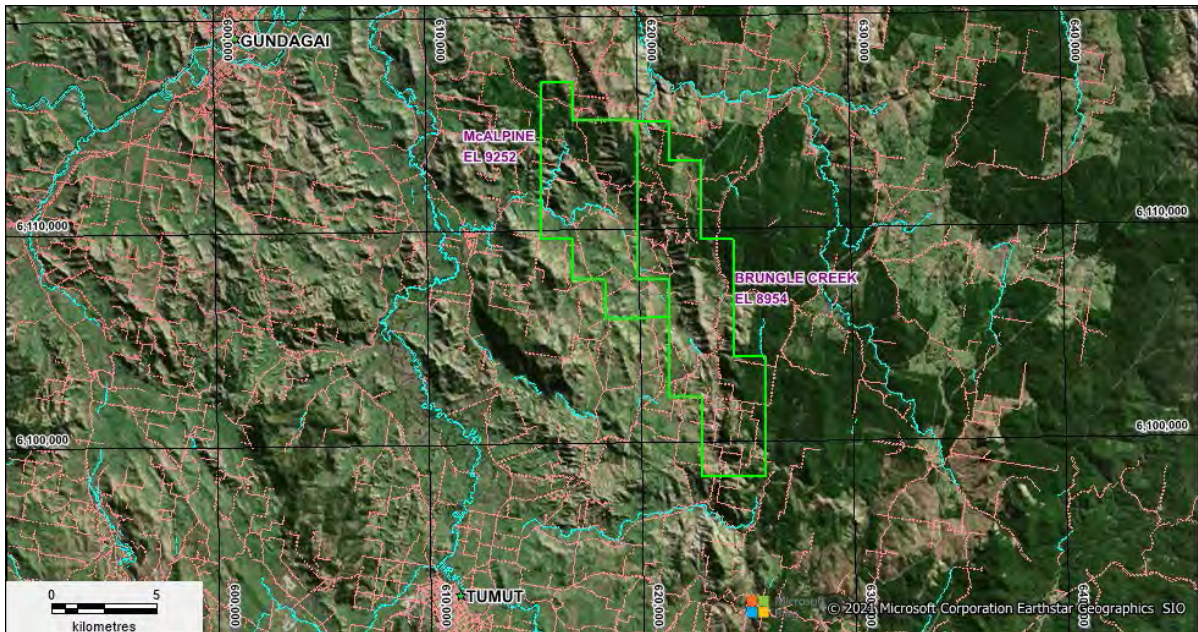 600,000
GUNDAGAI
610,000
620,000
630,000
640,000
McALPINE
EL 9252
6,110,000
6,110,000
BRUNGLE CREEK
EL 8954
6,100,000
6,100,000
0 5
kilometres
600,000
610,000
TUMUT
620,000
630,000
640,000
Microsoft
© 2021 Microsoft Corporation Earthstar Geographics SIO